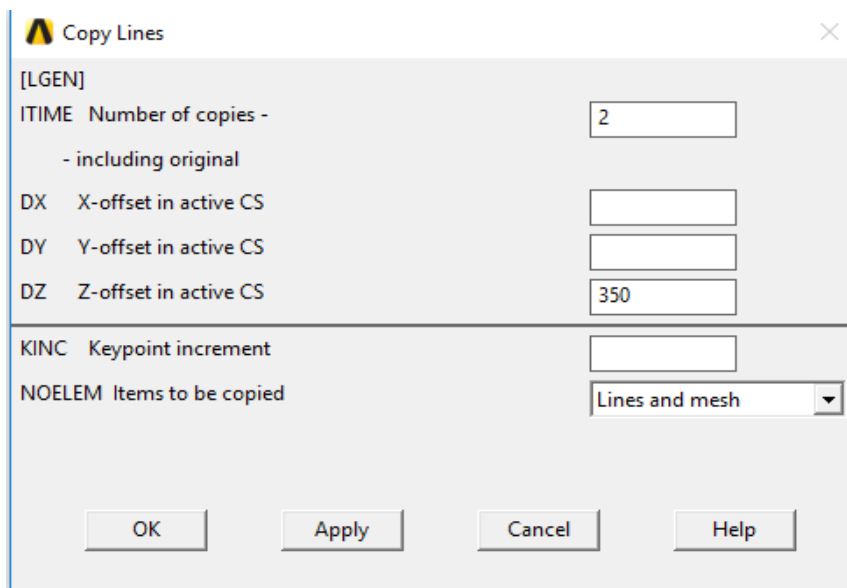 Copy Lines
[LGEN]
ITIME Number of copies - 2
- including original
DX X-offset in active CS
DY Y-offset in active CS
DZ Z-offset in active CS 350
KINC Keypoint increment
NOELEM Items to be copied Lines and mesh
OK Apply Cancel Help